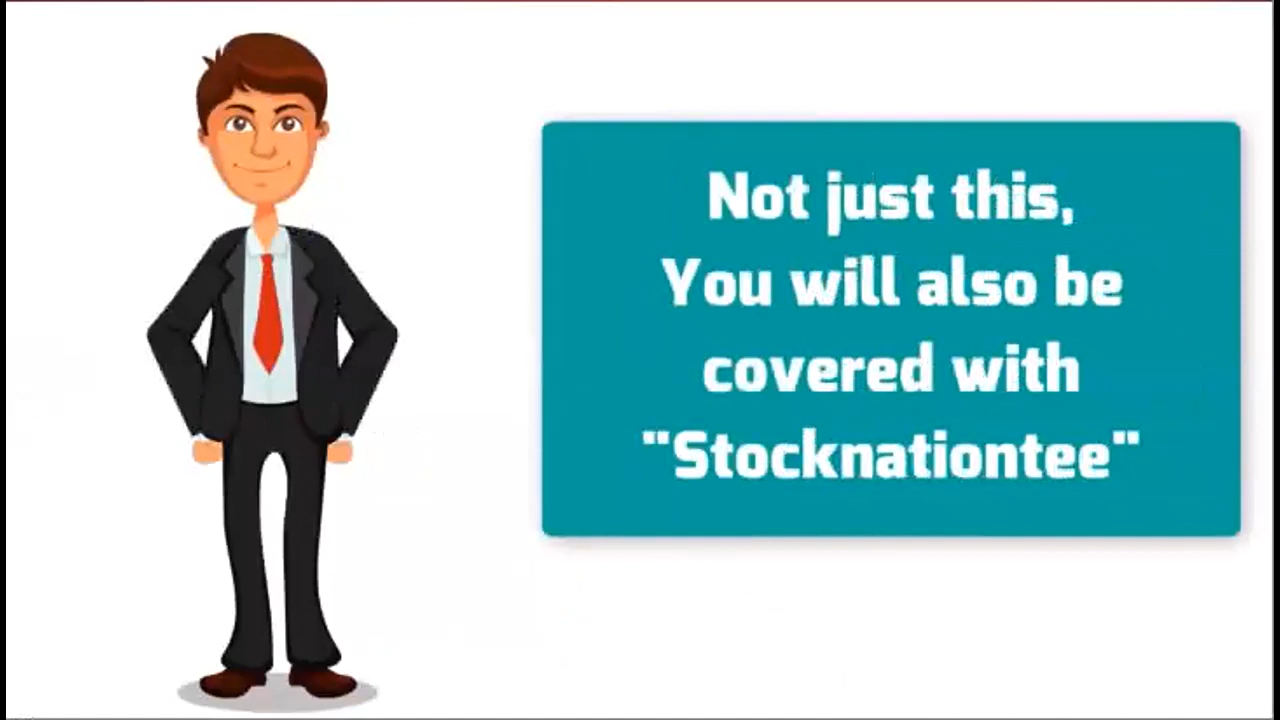 Not just this,
You will also be
covered with
"Stocknationtee"